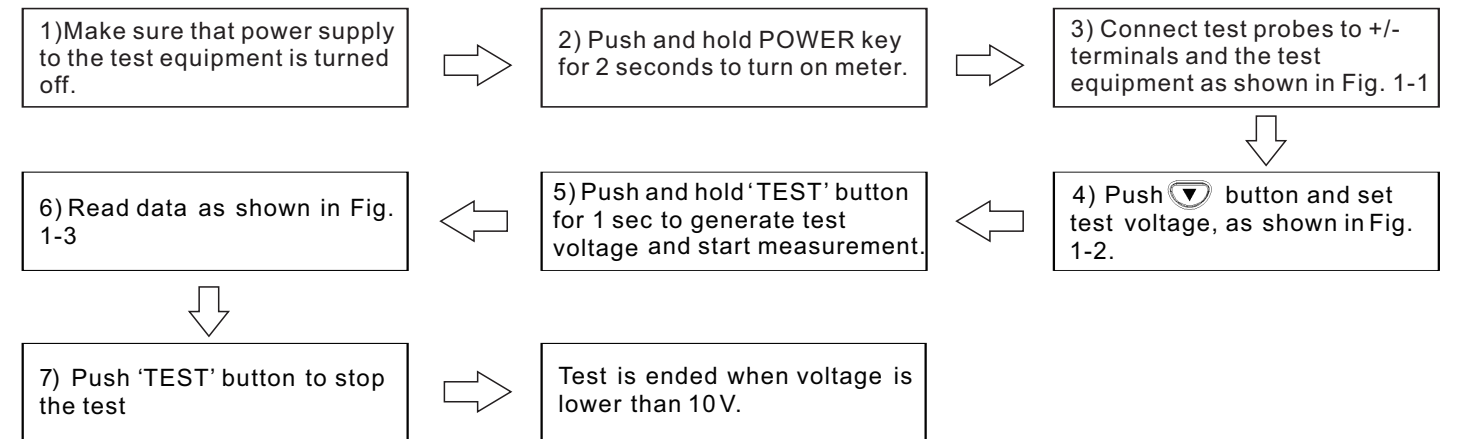 1)Make sure that power supply
to the test equipment is turned
off.
2) Push and hold POWER key
for 2 seconds to turn on meter.
3) Connect test probes to +/-
terminals and the test
equipment as shown in Fig. 1-1
4) Push ▼ button and set
test voltage, as shown in Fig.
1-2.
5) Push and hold ‘TEST’ button
for 1 sec to generate test
voltage and start measurement.
6) Read data as shown in Fig.
1-3
7) Push ‘TEST’ button to stop
the test
Test is ended when voltage is
lower than 10V.